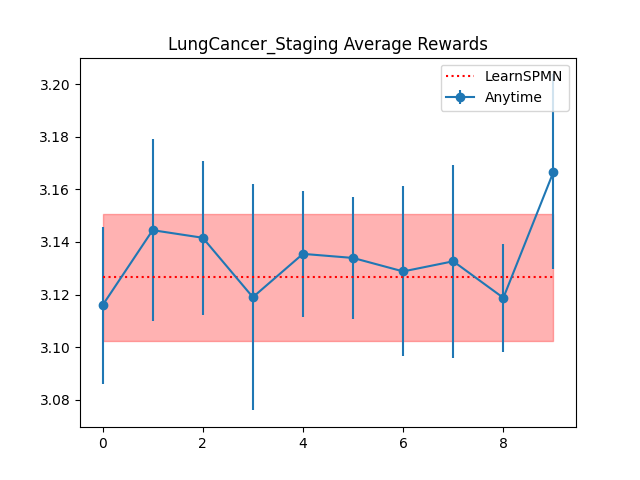 LungCancer_Staging Average Rewards
LearnSPMN
Anytime
3.20
3.18
3.16
3.14
3.12
3.10
3.08
0 2 4 6 8